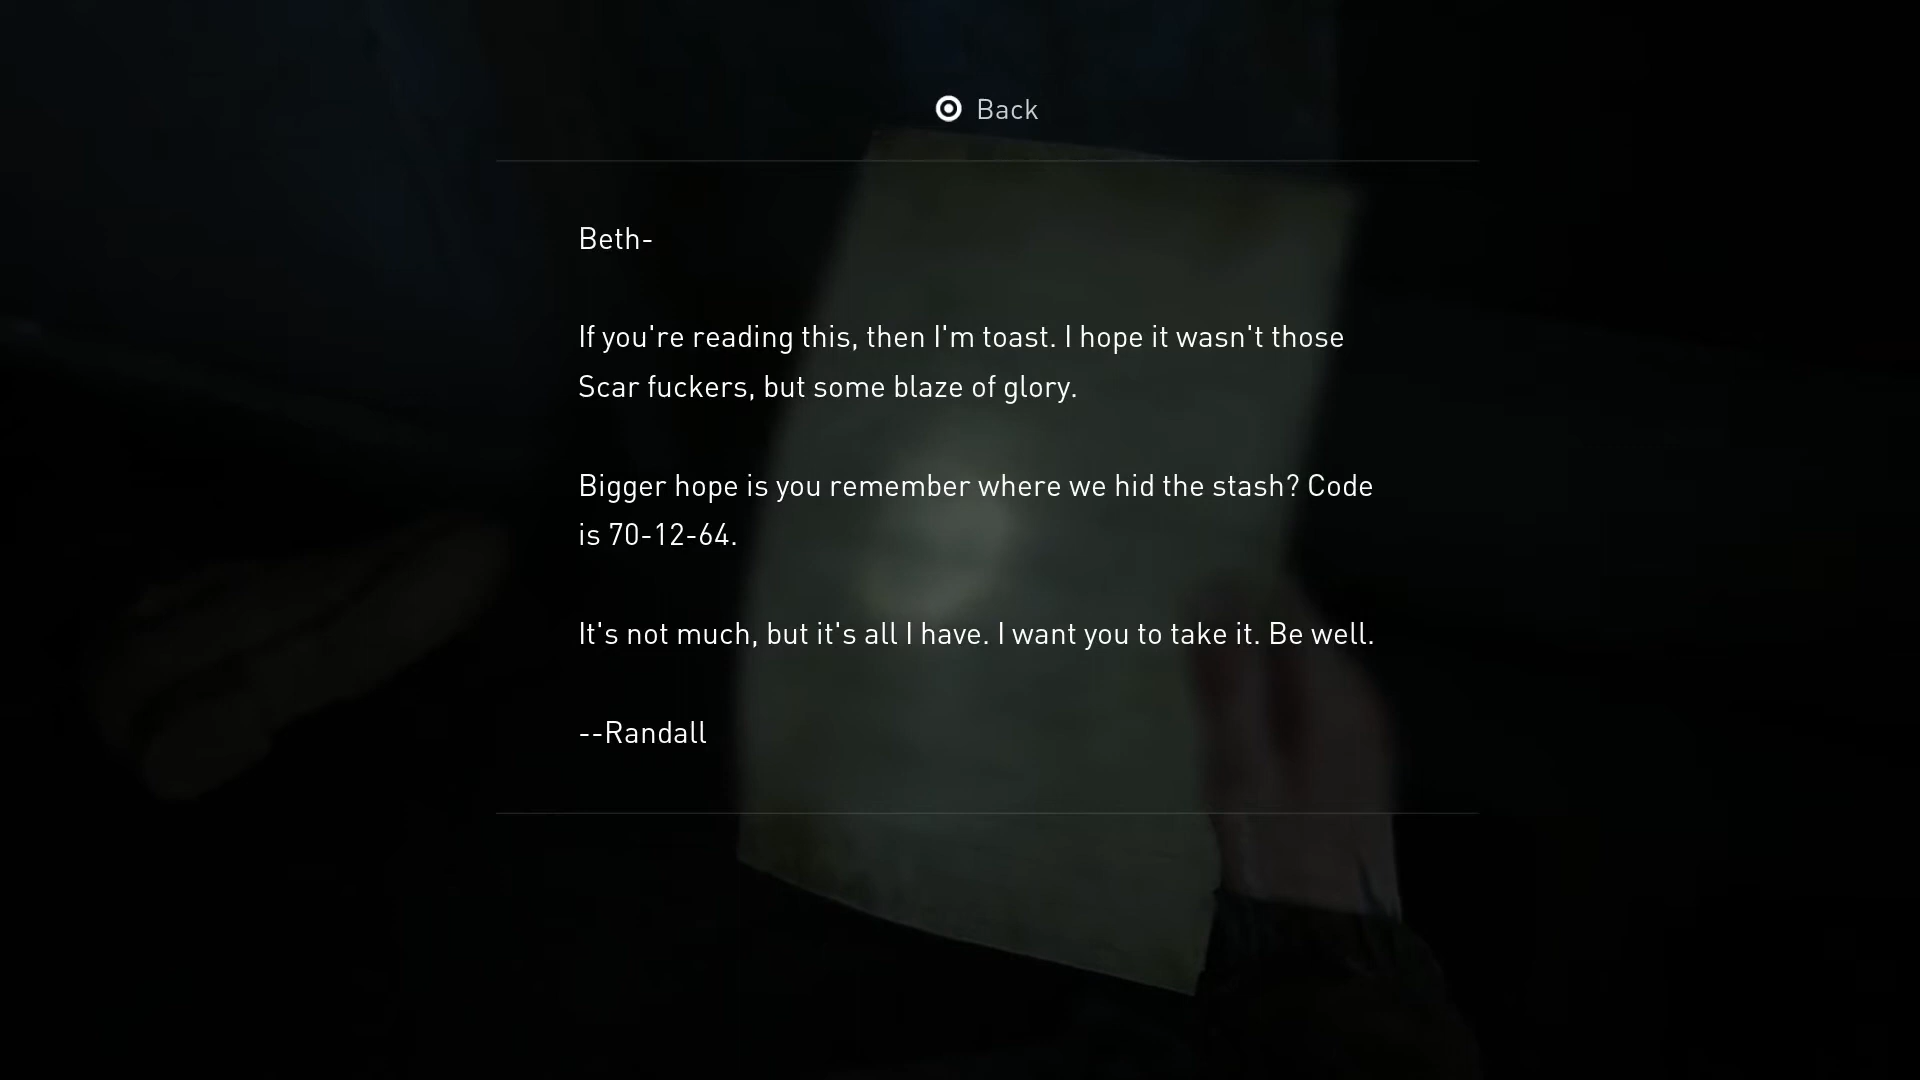 Back
Beth-
If you're reading this, then I'm toast. I hope it wasn't those
Scar fuckers, but some blaze of glory.
Bigger hope is you remember where we hid the stash? Code
is 70-12-64.
It's not much, but it's all I have. I want you to take it. Be well.
--Randall